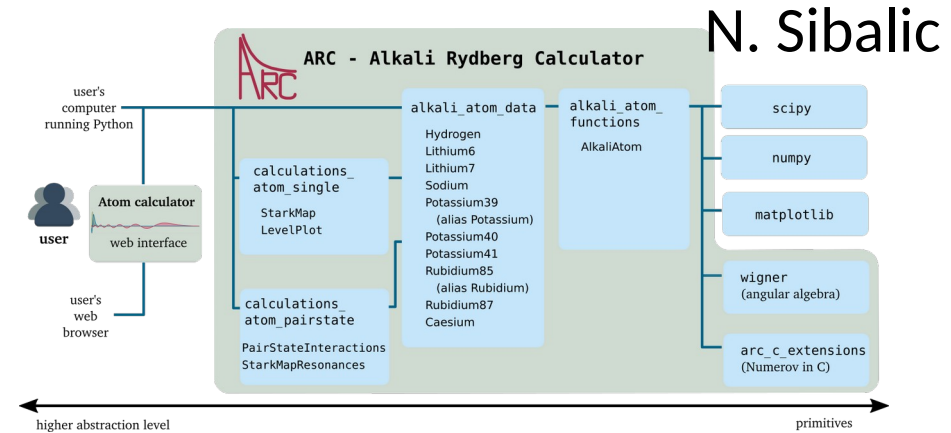 N. Sibalic
ARC
ARC - Alkali Rydberg Calculator
user's
computer
running Python
user
Atom calculator
web interface
user's
web
browser
calculations_
atom_single
StarkMap
LevelPlot
calculations_
atom_pairstate
PairStateInteractions
StarkMapResonances
alkali_atom_data
Hydrogen
Lithium6
Lithium7
Sodium
Potassium39
(alias Potassium)
Potassium40
Potassium41
Rubidium85
(alias Rubidium)
Rubidium87
Caesium
alkali_atom_
functions
AlkaliAtom
scipy
numpy
matplotlib
wigner
(angular algebra)
arc_c_extensions
(Numerov in C)
higher abstraction level
primitives